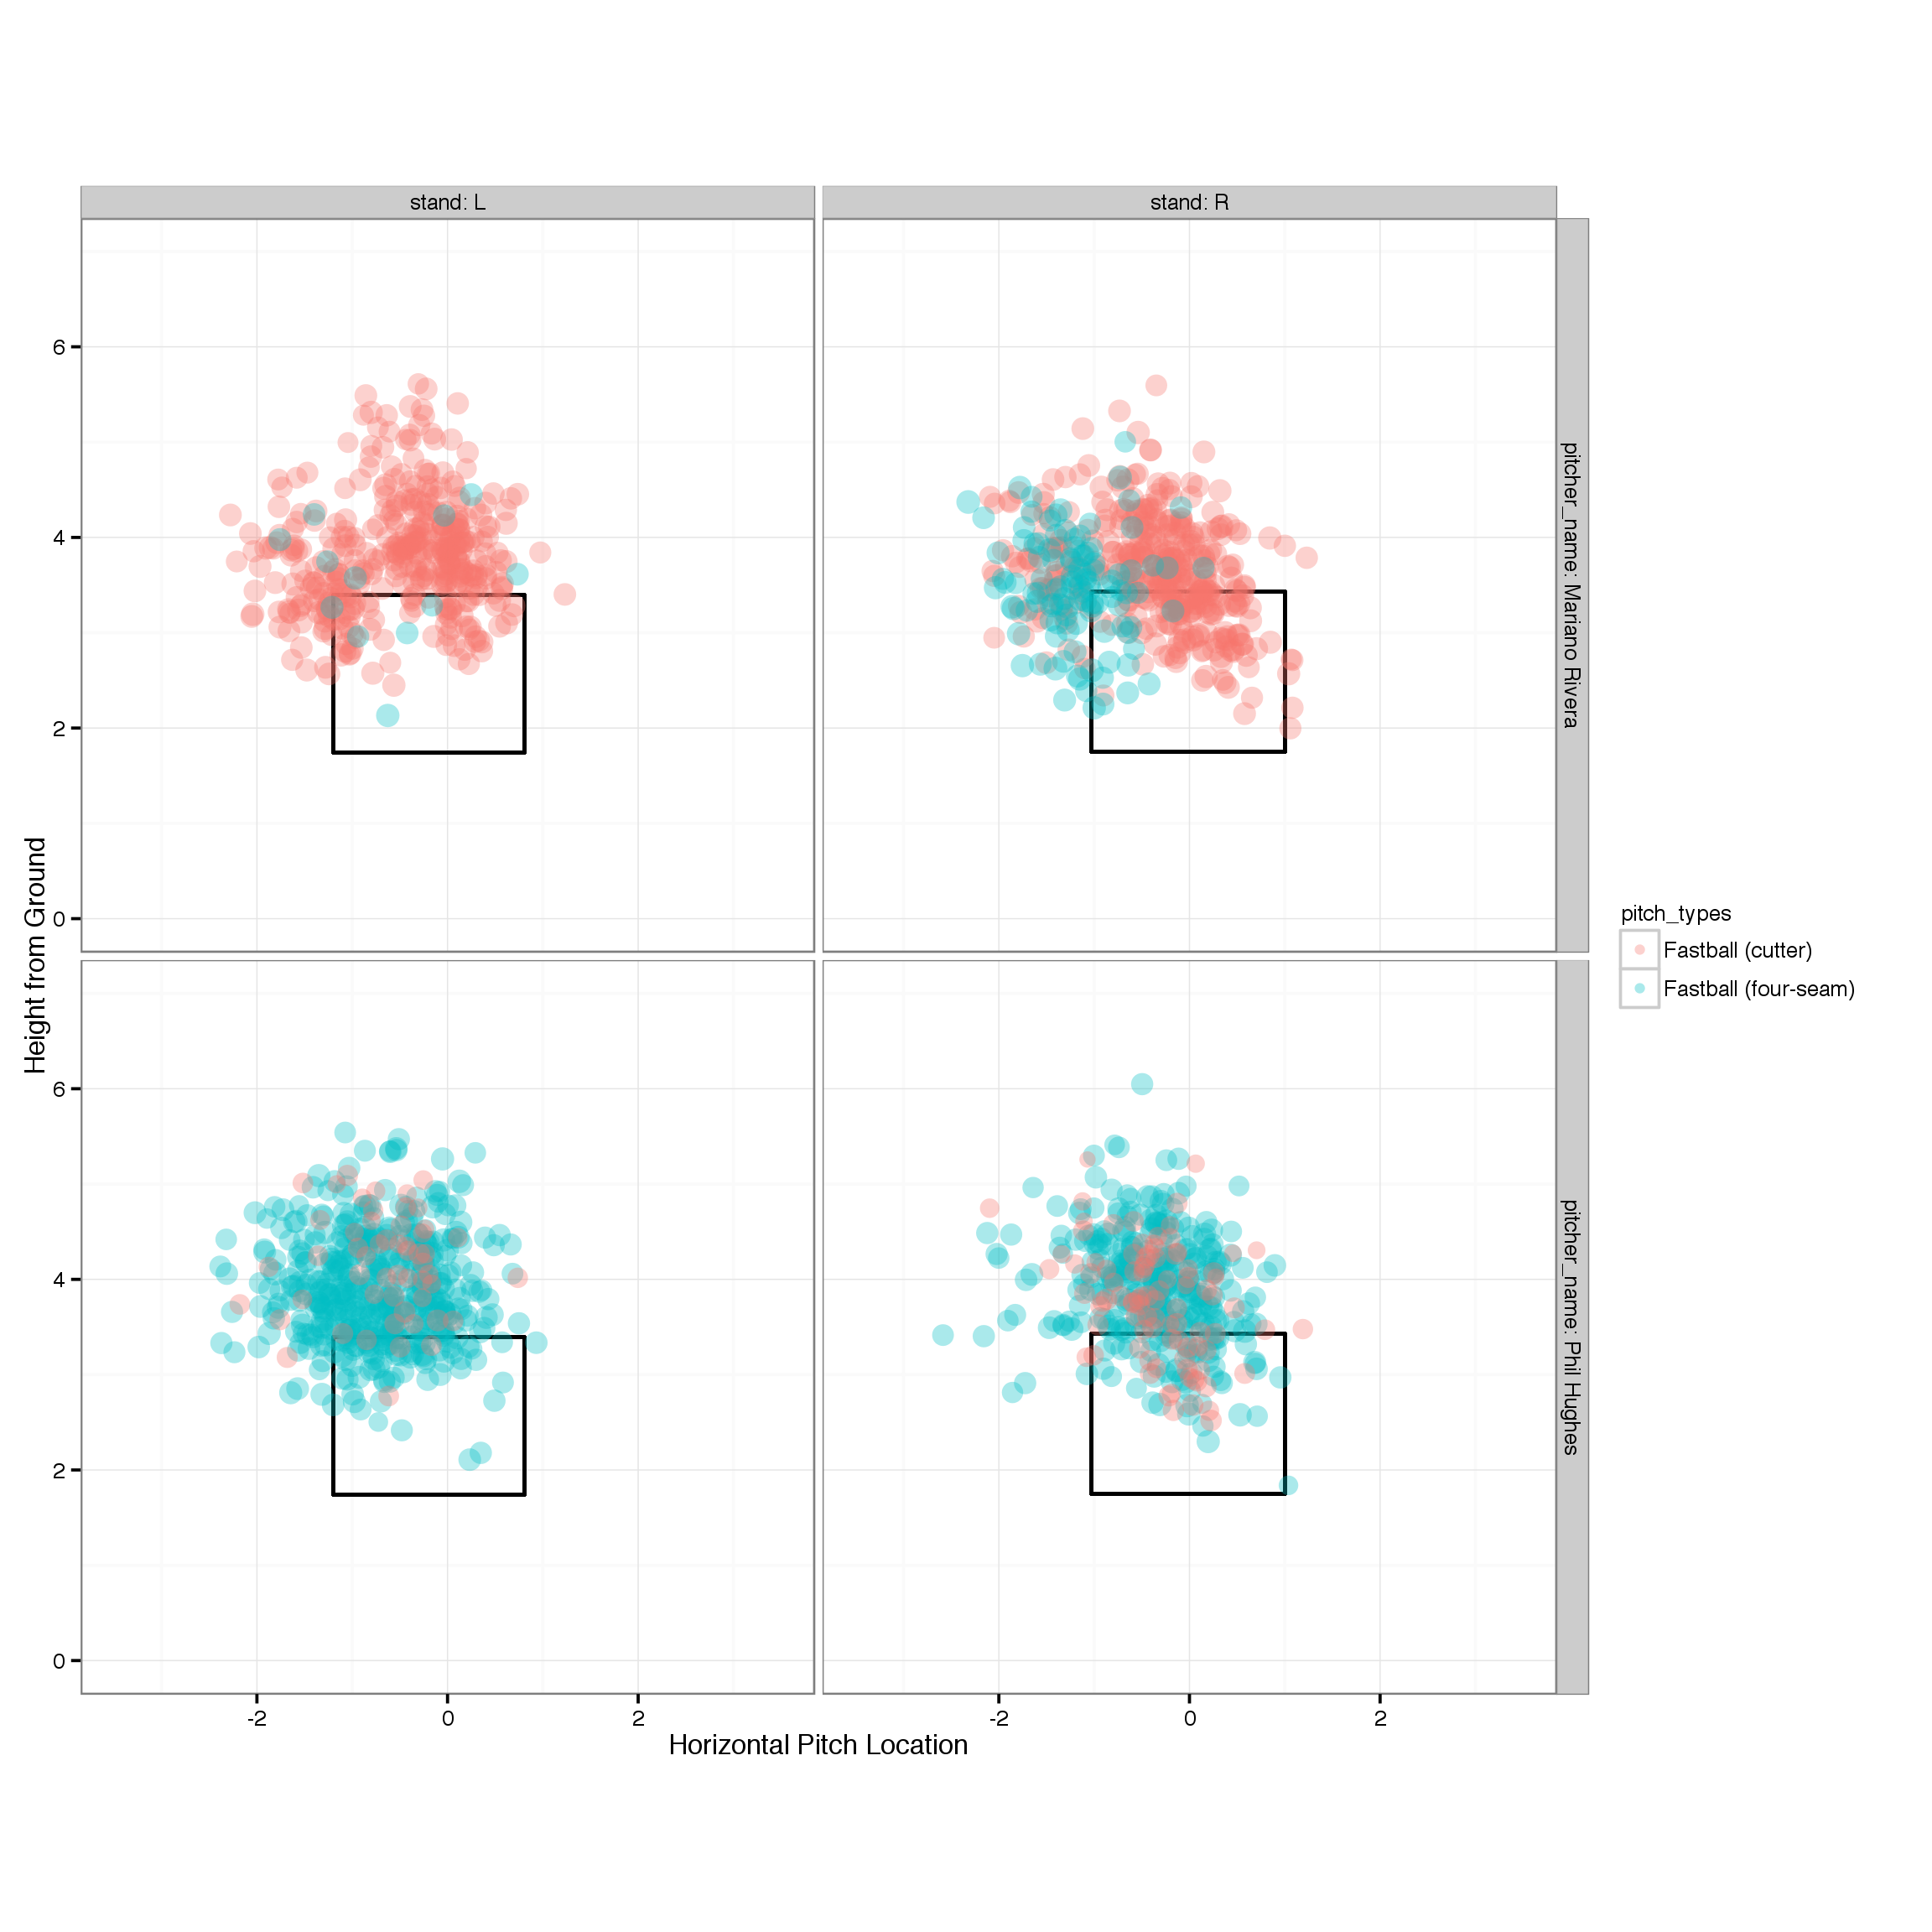 stand: L
stand: R
6
4
2
0
pitcher_name: Mariano Rivera
Height from Ground
pitch_types
Fastball (cutter)
Fastball (four-seam)
6
4
2
0
pitcher_name: Phil Hughes
-2
0
2
-2
0
2
Horizontal Pitch Location